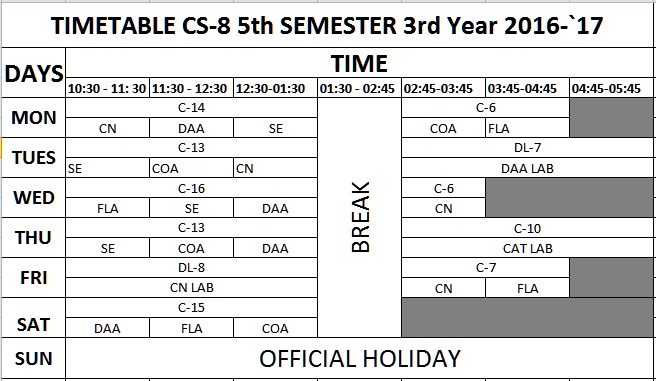 TIMETABLE CS-8 5th SEMESTER 3rd Year 2016-`17
DAYS TIME
10:30 - 11: 30 11:30 - 12:30 12:30-01:30 01:30 - 02:45 02:45-03:45 03:45-04:45 04:45-05:45
MON C-14 C-6
CN DAA SE COA FLA
TUES C-13 DL-7
SE COA CN DAA LAB
WED C-16 C-6
FLA SE DAA CN
BREAK
THU C-13 C-10
SE COA DAA CAT LAB
FRI DL-8 C-7
CN LAB CN FLA
SAT C-15
DAA FLA COA
SUN OFFICIAL HOLIDAY